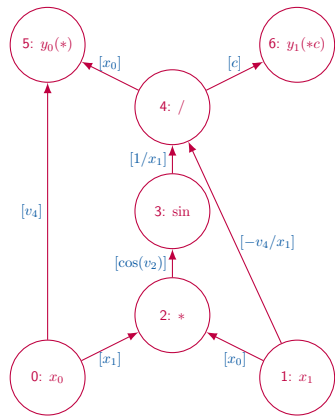 5: y₀(*)
6: y₁(*c)
[x₀]
[c]
4: /
[1/x₁]
[v₄]
3: sin
[−v₄/x₁]
[cos(v₂)]
2: *
[x₁]
[x₀]
0: x₀
1: x₁